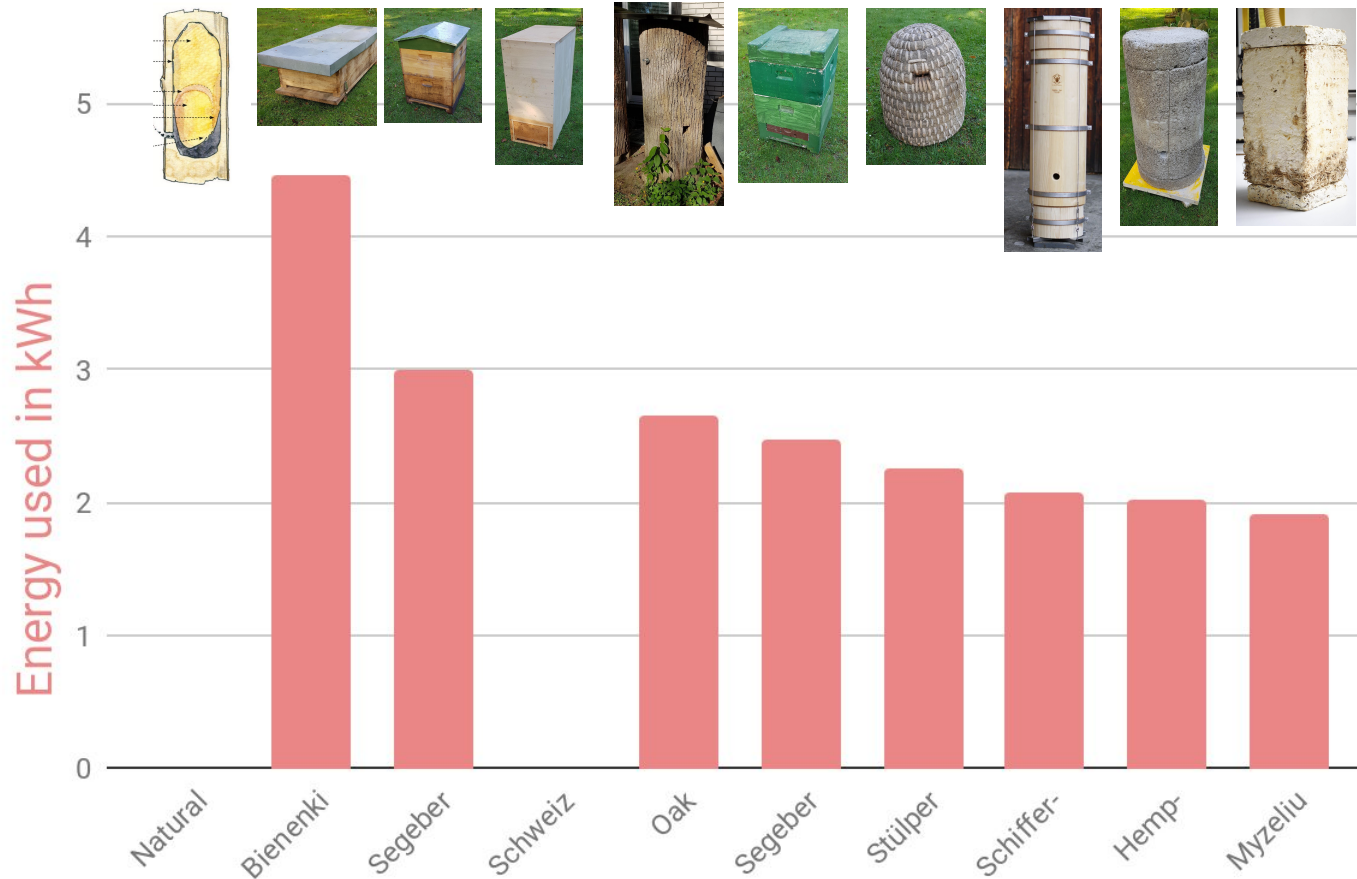 Energy used in kWh
5
4
3
2
1
0
Natural
Bienenki
Segeber
Schweiz
Oak
Segeber
Stülper
Schiffer-
Hemp-
Myzeliu